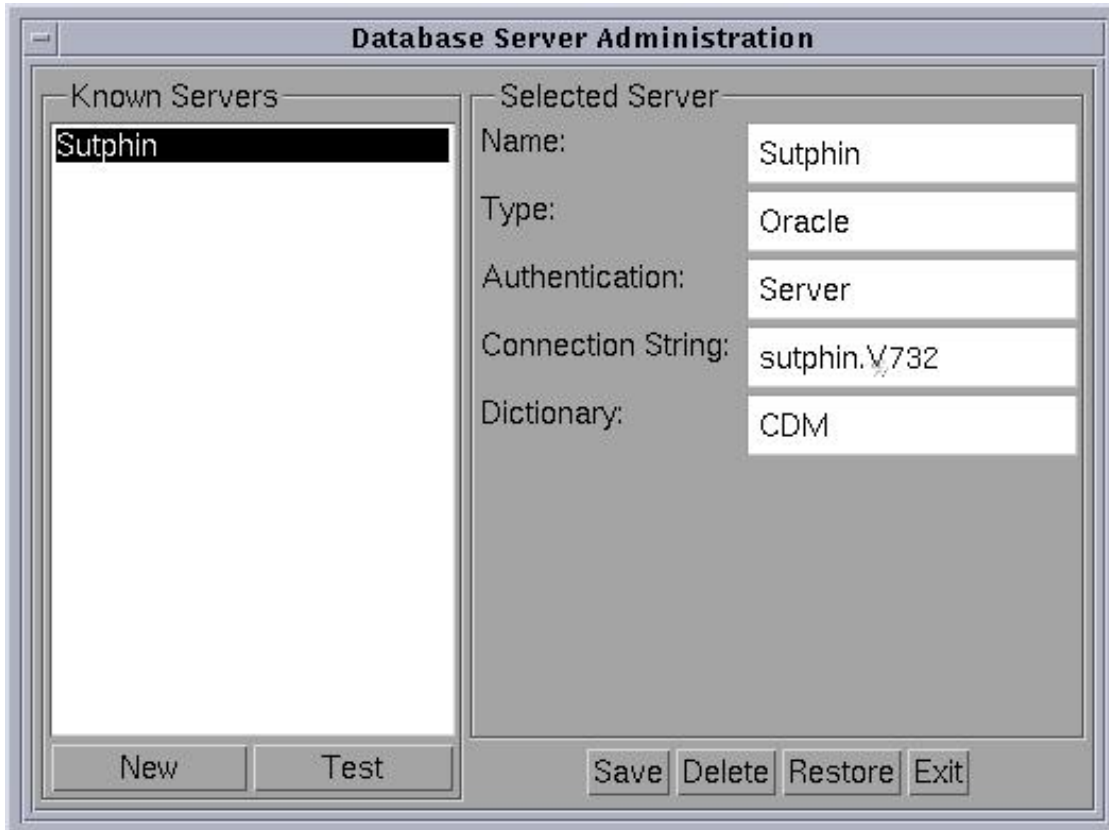 Database Server Administration
Known Servers
Sutphin
New
Test
Selected Server
Name:
Sutphin
Type:
Oracle
Authentication:
Server
Connection String:
sutphin.V732
Dictionary:
CDM
Save
Delete
Restore
Exit